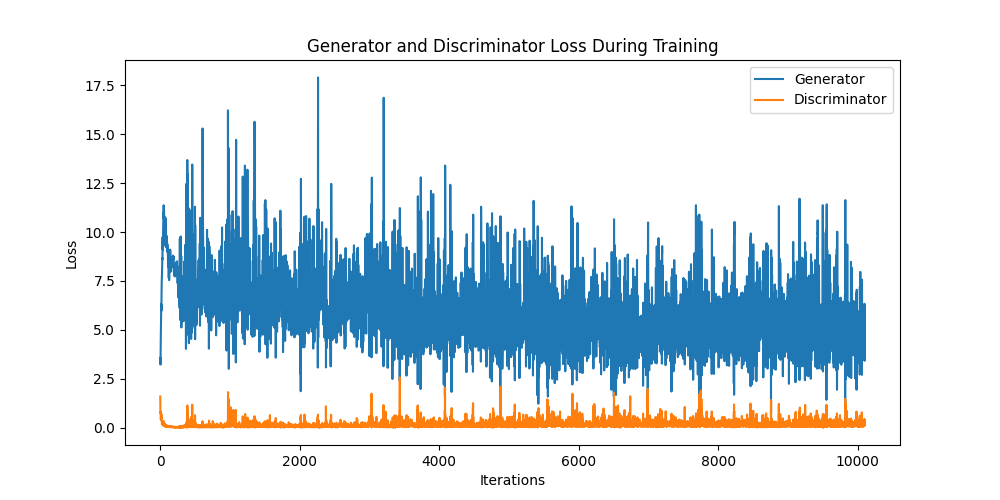 Generator and Discriminator Loss During Training
Generator
Discriminator
17.5
15.0
12.5
10.0
7.5
5.0
2.5
0.0
Loss
0 2000 4000 6000 8000 10000
Iterations